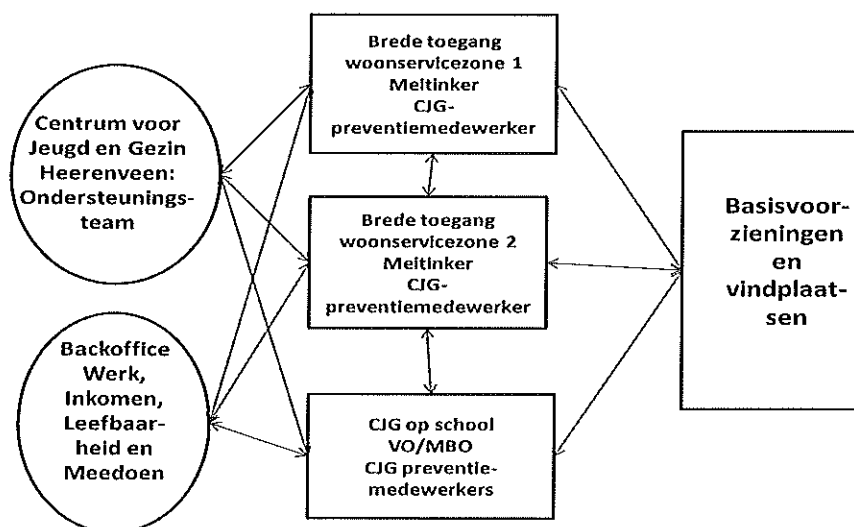 Centrum voor
Jeugd en Gezin
Heerenveen:
Ondersteunings-
team
Backoffice
Werk,
Inkomen,
Leefbaar-
heid en
Meedoen
Brede toegang
woonservicezone 1
Meitinker
CJG-
preventiemedewerker
Brede toegang
woonservicezone 2
Meitinker
CJG-
preventiemedewerker
CJG op school
VO/MBO
CJG preventie-
medewerkers
Basisvoor-
zieningen
en
vindplaat-
sen